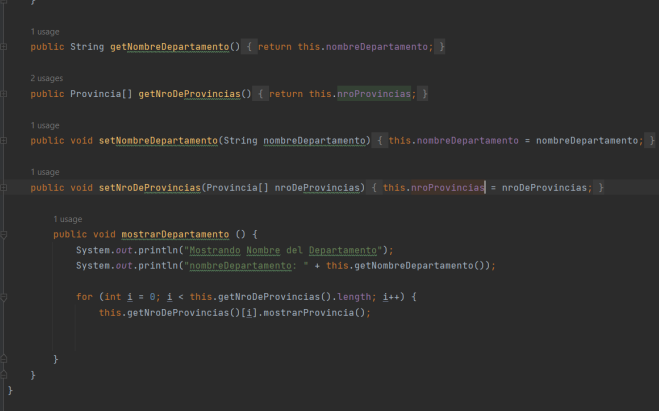 }
1 usage
public String getNombreDepartamento() { return this.nombreDepartamento; }
2 usages
public Provincia[] getNroDeProvincias() { return this.nroProvincias; }
1 usage
public void setNombreDepartamento(String nombreDepartamento) { this.nombreDepartamento = nombreDepartamento; }
1 usage
public void setNroDeProvincias(Provincia[] nroDeProvincias) { this.nroProvincias = nroDeProvincias; }
1 usage
public void mostrarDepartamento () {
System.out.println("Mostrando Nombre del Departamento");
System.out.println("nombreDepartamento: " + this.getNombreDepartamento());
for (int i = 0; i < this.getNroDeProvincias().length; i++) {
this.getNroDeProvincias()[i].mostrarProvincia();
}
}
}